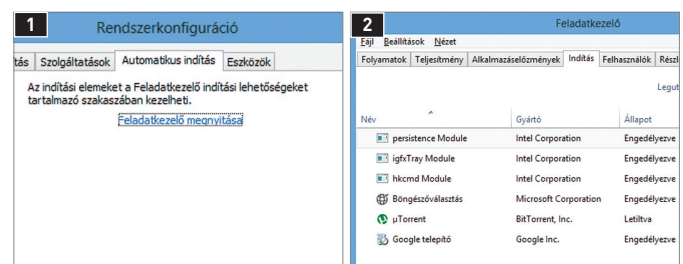 1
Rendszerkonfiguráció
tás Szolgáltatások Automatikus indítás Eszközök
Az indítási elemeket a Feladatkezelő indítási lehetőségeket
tartalmazó szakaszában kezelheti.
Feladatkezelő megnyitása
2
Feladatkezelő
Fájl Beállítások Nézet
Folyamatok Teljesítmény Alkalmazáselőzmények Indítás Felhasználók Részl
Legut
Név Gyártó Állapot
persistence Module Intel Corporation Engedélyezve
igfxTray Module Intel Corporation Engedélyezve
hkcmd Module Intel Corporation Engedélyezve
Böngészőválasztás Microsoft Corporation Engedélyezve
µTorrent BitTorrent, Inc. Letiltva
Google telepítő Google Inc. Engedélyezve